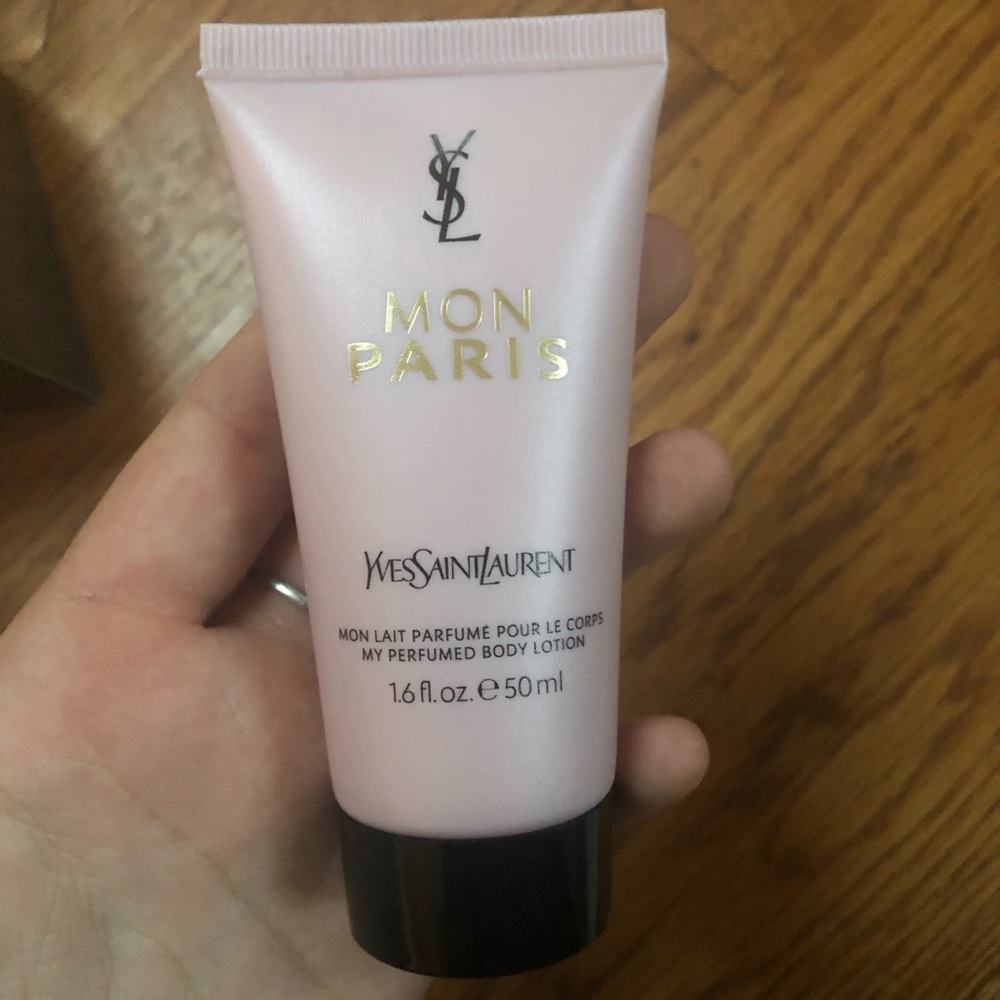 YSL
MON
PARIS
YVESSAINTLAURENT
MON LAIT PARFUMÉ POUR LE CORPS
MY PERFUMED BODY LOTION
1.6 fl. oz. ℮ 50 ml